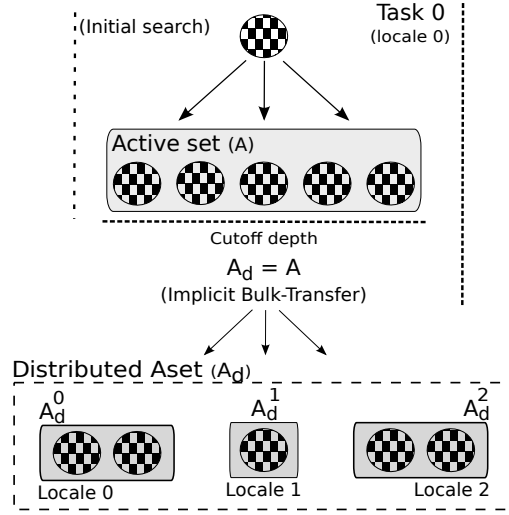 (Initial search)
Task 0
(locale 0)
Active set (A)
Cutoff depth
A_d = A
(Implicit Bulk-Transfer)
Distributed Aset (A_d)
A_d^0
A_d^1
A_d^2
Locale 0
Locale 1
Locale 2